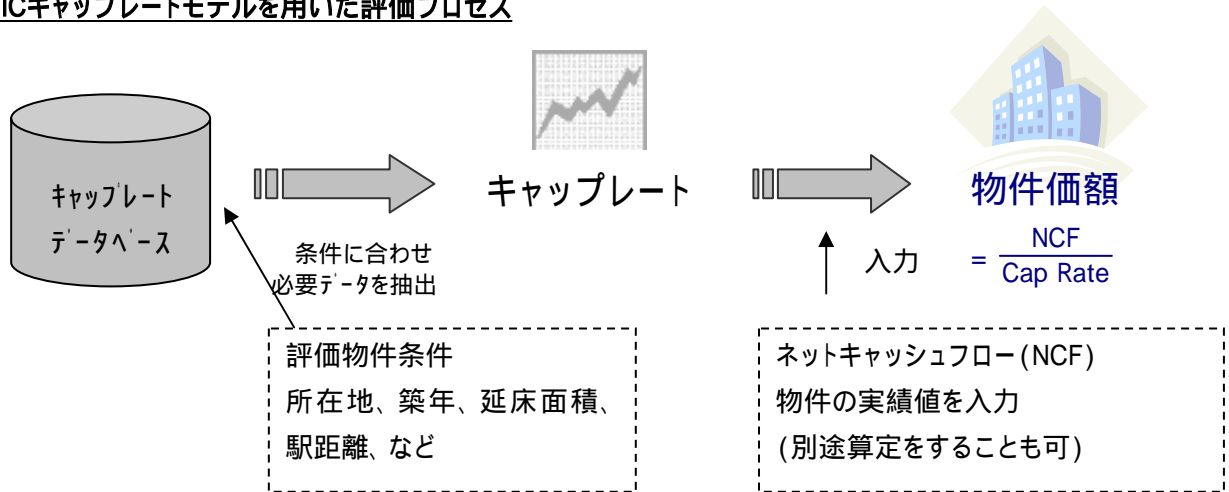 ICキャップレートモデルを用いた評価プロセス
ｷｬｯﾌﾟﾚｰﾄ
ﾃﾞｰﾀﾍﾞｰｽ
条件に合わせ
必要ﾃﾞｰﾀを抽出
キャップレート
入力
物件価額
= NCF
Cap Rate
評価物件条件
所在地、築年、延床面積、
駅距離、など
ネットキャッシュフロー(NCF)
物件の実績値を入力
(別途算定をすることも可)